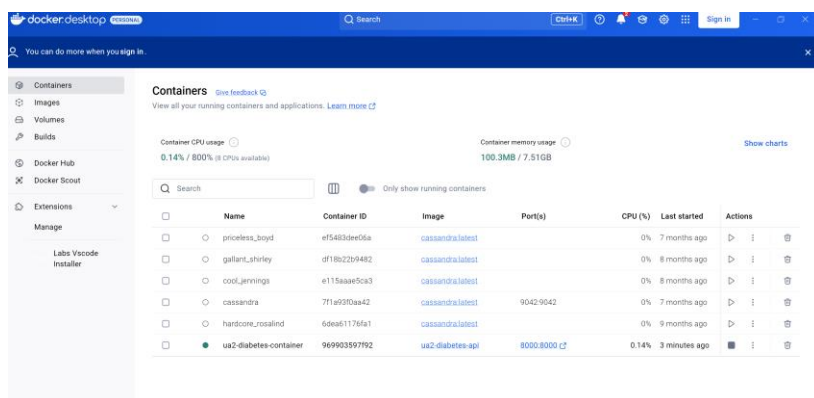 docker desktop PERSONAL Search Ctrl+K Sign in
You can do more when you sign in.
Containers
Images
Volumes
Builds
Docker Hub
Docker Scout
Extensions
Manage
Labs Vscode
Installer
Containers Give feedback
View all your running containers and applications. Learn more
Container CPU usage
0.14% / 800% (8 CPUs available)
Container memory usage
100.3MB / 7.51GB
Show charts
Search Only show running containers
Name Container ID Image Port(s) CPU (%) Last started Actions
priceless_boyd ef5483dee06a cassandra:latest 0% 7 months ago
gallant_shirley df18b22b9482 cassandra:latest 0% 8 months ago
cool_jennings e115aaae5ca3 cassandra:latest 0% 8 months ago
cassandra 7f1a93f0aa42 cassandra:latest 9042:9042 0% 7 months ago
hardcore_rosalind 6dea61176fa1 cassandra:latest 0% 9 months ago
ua2-diabetes-container 969903597f92 ua2-diabetes-api 8000:8000 0.14% 3 minutes ago